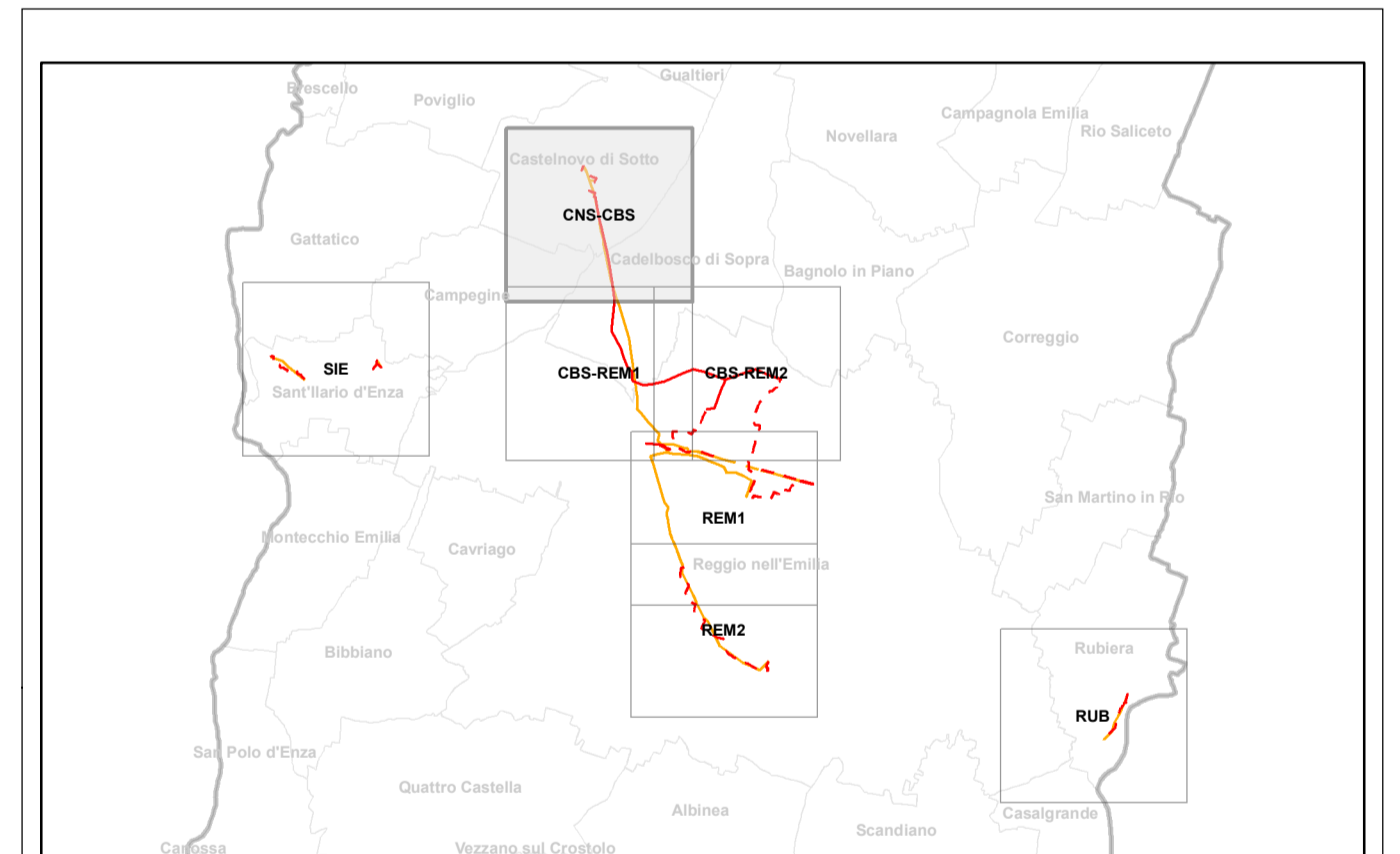 Gualtieri
Brescello
Poviglio
Campagnola Emilia
Rio Saliceto
Novellara
Castelnovo di Sotto
CNS-CBS
Gattatico
Cadelbosco di Sopra
Bagnolo in Piano
Campegine
Correggio
SIE
CBS-REM1
CBS-REM2
Sant'Ilario d'Enza
San Martino in Rio
REM1
Montecchio Emilia
Cavriago
Reggio nell'Emilia
REM2
Bibbiano
Rubiera
RUB
San Polo d'Enza
Quattro Castella
Albinea
Casalgrande
Scandiano
Canossa
Vezzano sul Crostolo